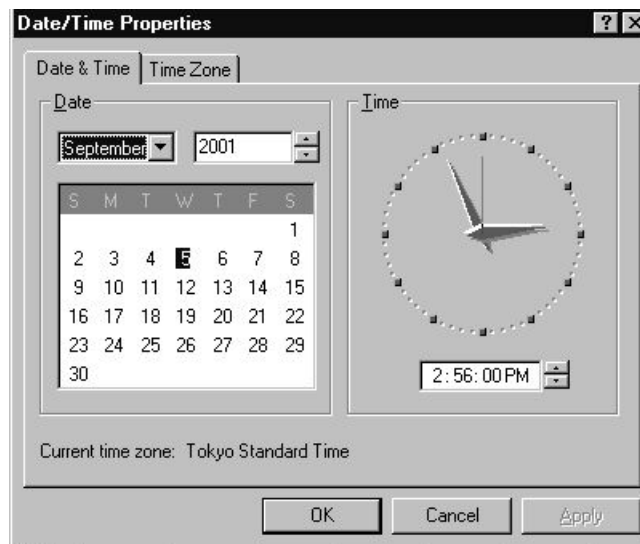 Date/Time Properties ? X
Date & Time Time Zone
Date
September 2001
S M T W T F S
1
2 3 4 5 6 7 8
9 10 11 12 13 14 15
16 17 18 19 20 21 22
23 24 25 26 27 28 29
30
Time
2:56:00 PM
Current time zone: Tokyo Standard Time
OK Cancel Apply